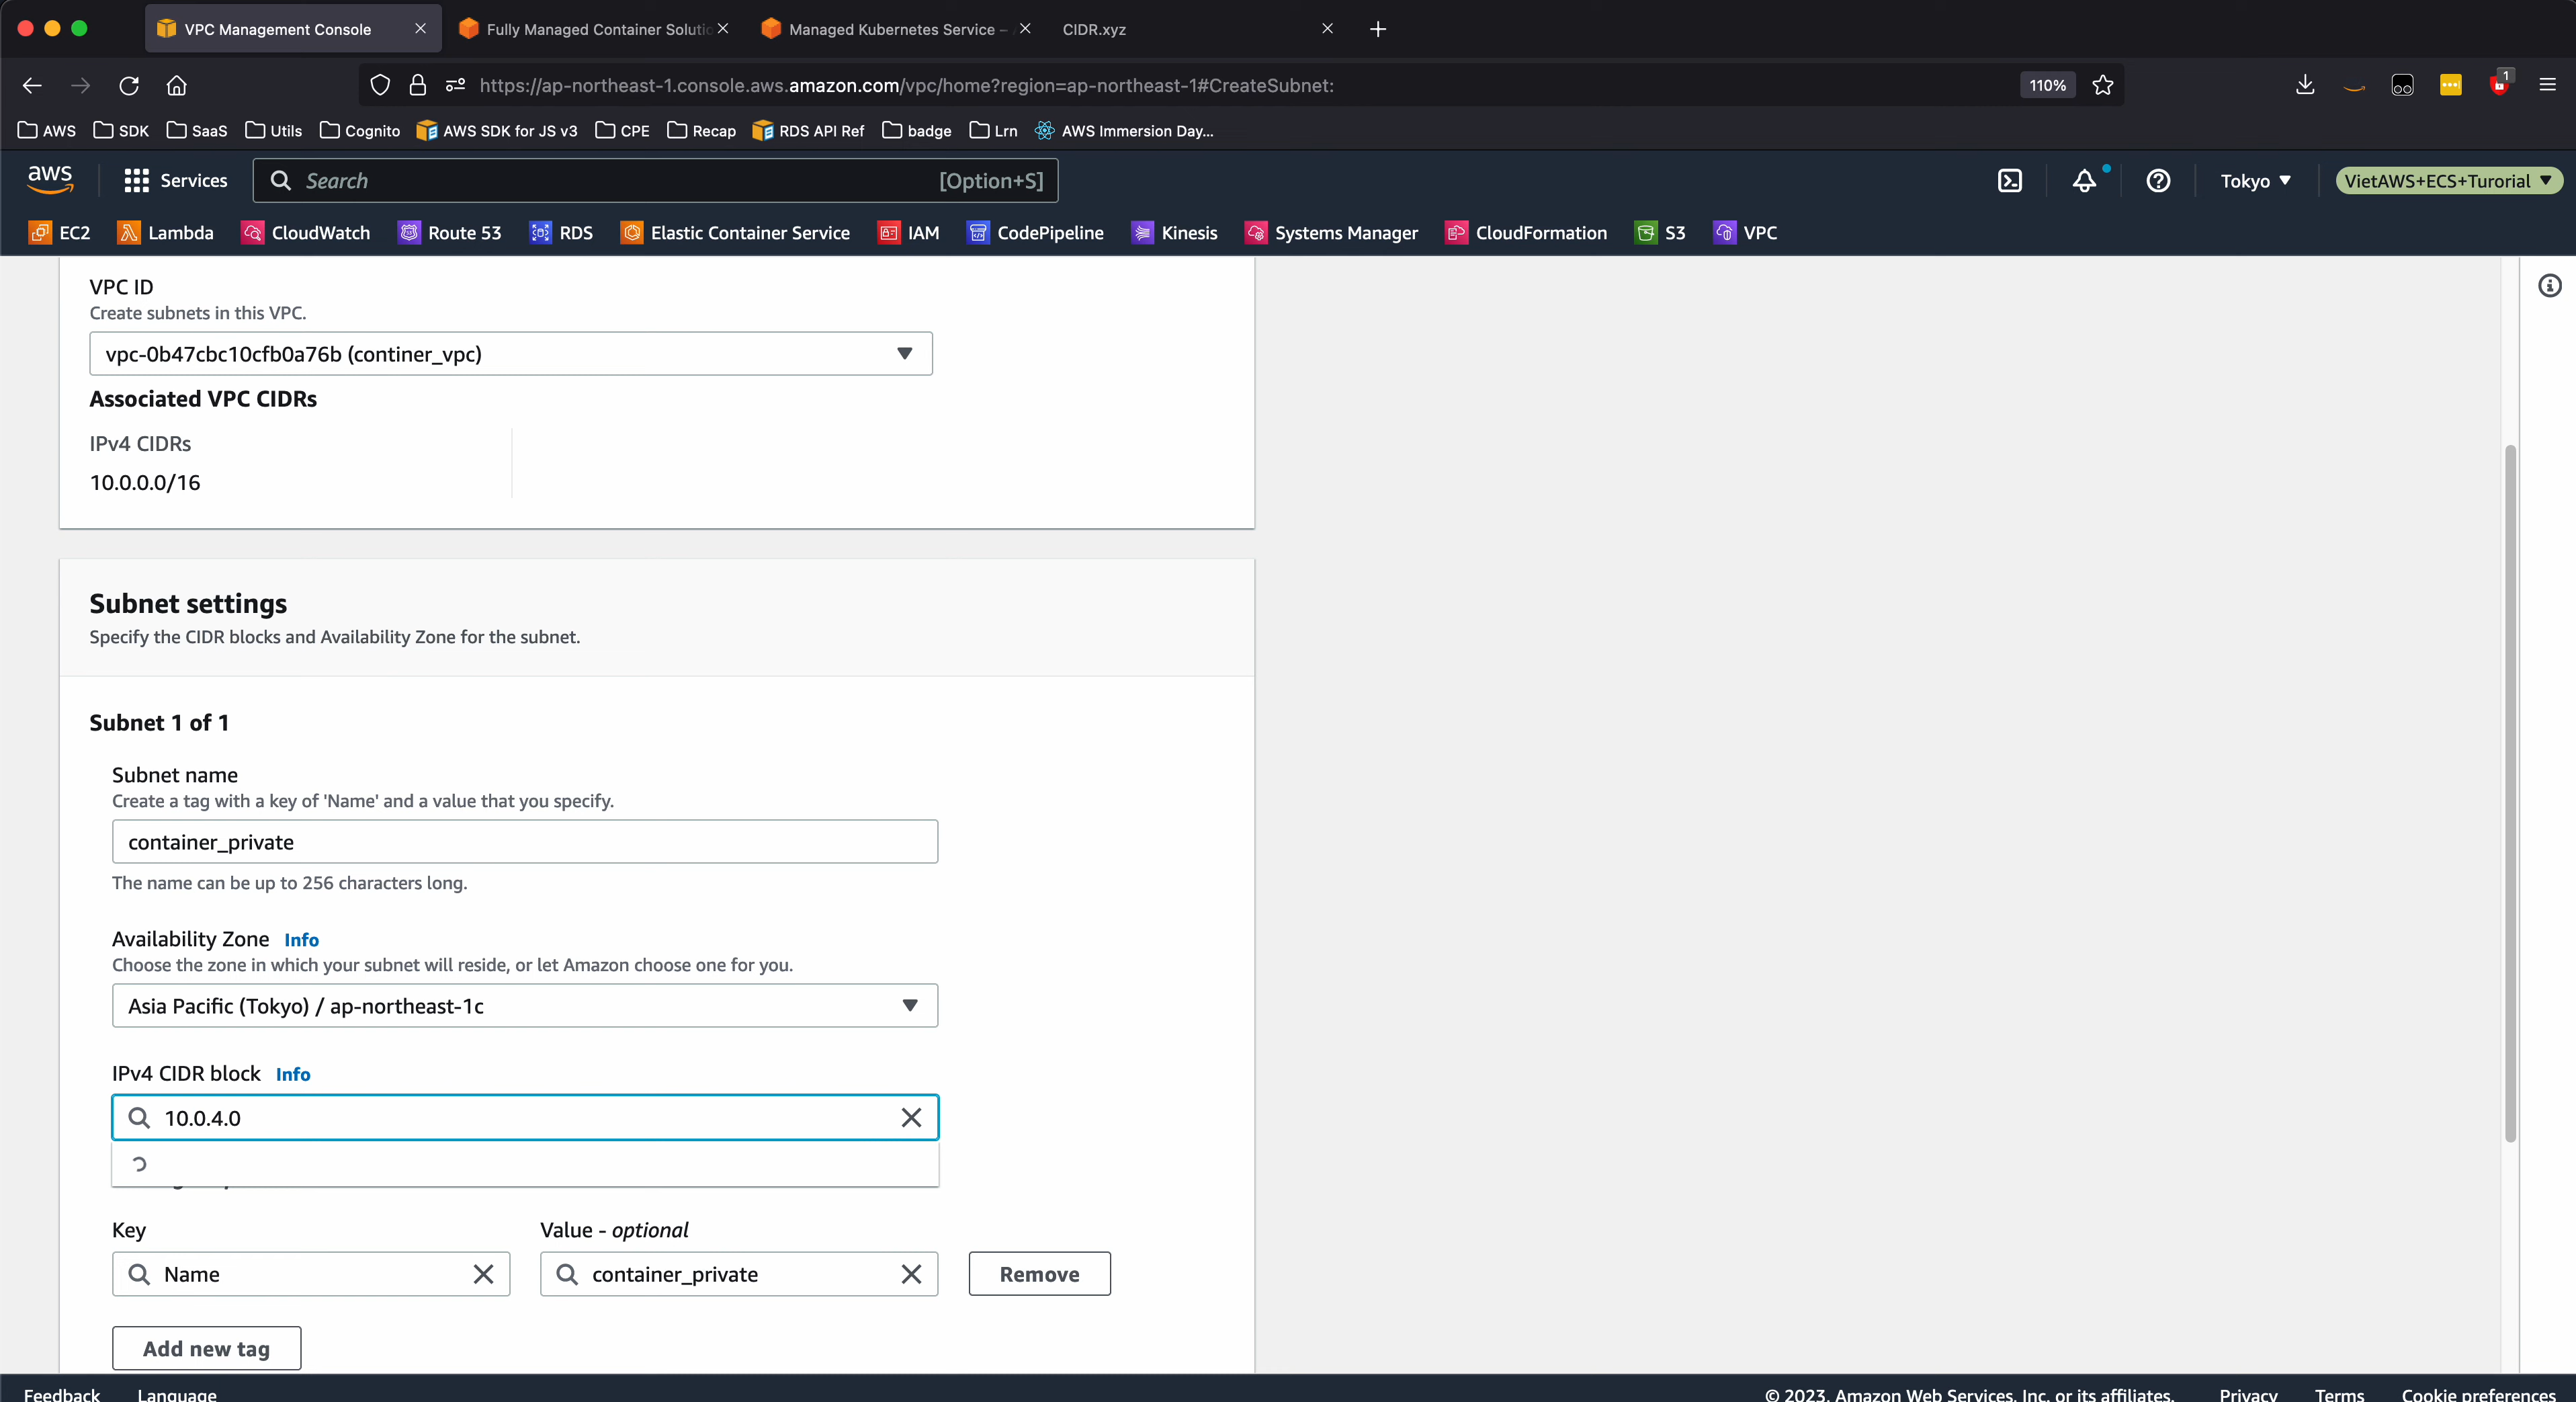 VPC Management Console
Fully Managed Container Soluti
Managed Kubernetes Service –
CIDR.xyz
https://ap-northeast-1.console.aws.amazon.com/vpc/home?region=ap-northeast-1#CreateSubnet:
110%
1
AWS
SDK
SaaS
Utils
Cognito
AWS SDK for JS v3
CPE
Recap
RDS API Ref
badge
Lrn
AWS Immersion Day...
aws
Services
Search
[Option+S]
Tokyo
VietAWS+ECS+Turorial
EC2
Lambda
CloudWatch
Route 53
RDS
Elastic Container Service
IAM
CodePipeline
Kinesis
Systems Manager
CloudFormation
S3
VPC
VPC ID
Create subnets in this VPC.
vpc-0b47cbc10cfb0a76b (continer_vpc)
Associated VPC CIDRs
IPv4 CIDRs
10.0.0.0/16
Subnet settings
Specify the CIDR blocks and Availability Zone for the subnet.
Subnet 1 of 1
Subnet name
Create a tag with a key of 'Name' and a value that you specify.
container_private
The name can be up to 256 characters long.
Availability Zone Info
Choose the zone in which your subnet will reside, or let Amazon choose one for you.
Asia Pacific (Tokyo) / ap-northeast-1c
IPv4 CIDR block Info
10.0.4.0
Key
Value - optional
Name
container_private
Remove
Add new tag
Feedback
Language
© 2023, Amazon Web Services, Inc. or its affiliates.
Privacy
Terms
Cookie preferences